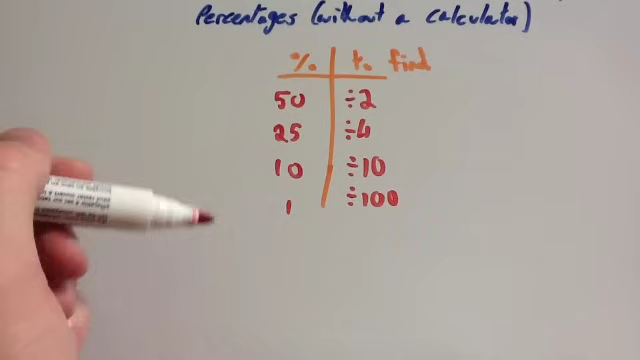 Percentages (without a calculator)
% to find
50 ÷2
25 ÷4
10 ÷10
1 ÷100